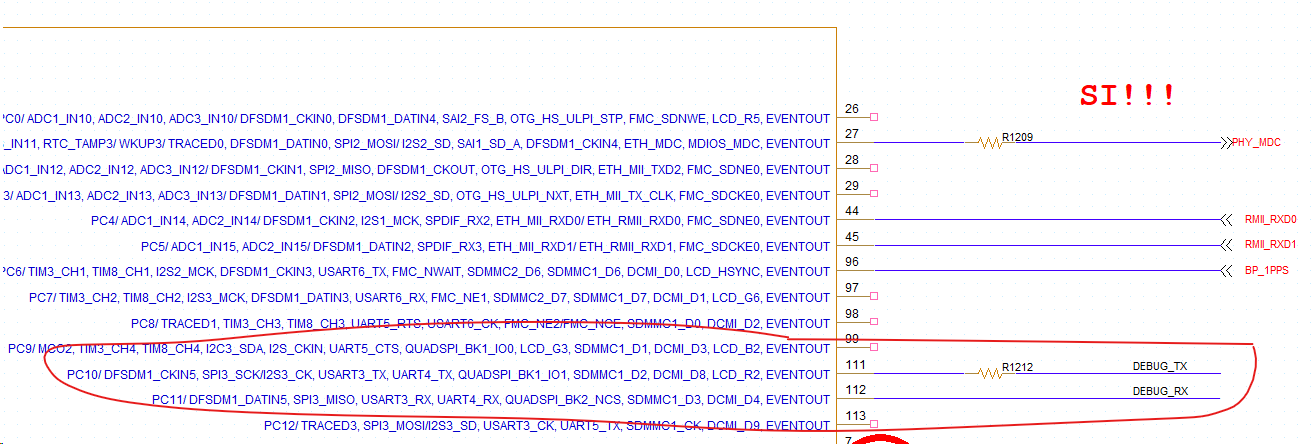 SI!!!
26
PC0/ ADC1_IN10, ADC2_IN10, ADC3_IN10/ DFSDM1_CKIN0, DFSDM1_DATIN4, SAI2_FS_B, OTG_HS_ULPI_STP, FMC_SDNWE, LCD_R5, EVENTOUT
27
_IN11, RTC_TAMP3/ WKUP3/ TRACED0, DFSDM1_DATIN0, SPI2_MOSI/ I2S2_SD, SAI1_SD_A, DFSDM1_CKIN4, ETH_MDC, MDIOS_MDC, EVENTOUT
R1209
PHY_MDC
28
ADC1_IN12, ADC2_IN12, ADC3_IN12/ DFSDM1_CKIN1, SPI2_MISO, DFSDM1_CKOUT, OTG_HS_ULPI_DIR, ETH_MII_TXD2, FMC_SDNE0, EVENTOUT
29
3/ ADC1_IN13, ADC2_IN13, ADC3_IN13/ DFSDM1_DATIN1, SPI2_MOSI/ I2S2_SD, OTG_HS_ULPI_NXT, ETH_MII_TX_CLK, FMC_SDCKE0, EVENTOUT
44
PC4/ ADC1_IN14, ADC2_IN14/ DFSDM1_CKIN2, I2S1_MCK, SPDIF_RX2, ETH_MII_RXD0/ ETH_RMII_RXD0, FMC_SDNE0, EVENTOUT
RMII_RXD0
45
PC5/ ADC1_IN15, ADC2_IN15/ DFSDM1_DATIN2, SPDIF_RX3, ETH_MII_RXD1/ ETH_RMII_RXD1, FMC_SDCKE0, EVENTOUT
RMII_RXD1
96
PC6/ TIM3_CH1, TIM8_CH1, I2S2_MCK, DFSDM1_CKIN3, USART6_TX, FMC_NWAIT, SDMMC2_D6, SDMMC1_D6, DCMI_D0, LCD_HSYNC, EVENTOUT
BP_1PPS
97
PC7/ TIM3_CH2, TIM8_CH2, I2S3_MCK, DFSDM1_DATIN3, USART6_RX, FMC_NE1, SDMMC2_D7, SDMMC1_D7, DCMI_D1, LCD_G6, EVENTOUT
98
PC8/ TRACED1, TIM3_CH3, TIM8_CH3, UART5_RTS, USART6_CK, FMC_NE2/FMC_NCE, SDMMC1_D0, DCMI_D2, EVENTOUT
99
PC9/ MCO2, TIM3_CH4, TIM8_CH4, I2C3_SDA, I2S_CKIN, UART5_CTS, QUADSPI_BK1_IO0, LCD_G3, SDMMC1_D1, DCMI_D3, LCD_B2, EVENTOUT
111
PC10/ DFSDM1_CKIN5, SPI3_SCK/I2S3_CK, USART3_TX, UART4_TX, QUADSPI_BK1_IO1, SDMMC1_D2, DCMI_D8, LCD_R2, EVENTOUT
R1212
DEBUG_TX
112
PC11/ DFSDM1_DATIN5, SPI3_MISO, USART3_RX, UART4_RX, QUADSPI_BK2_NCS, SDMMC1_D3, DCMI_D4, EVENTOUT
DEBUG_RX
113
PC12/ TRACED3, SPI3_MOSI/I2S3_SD, USART3_CK, UART5_TX, SDMMC1_CK, DCMI_D9, EVENTOUT